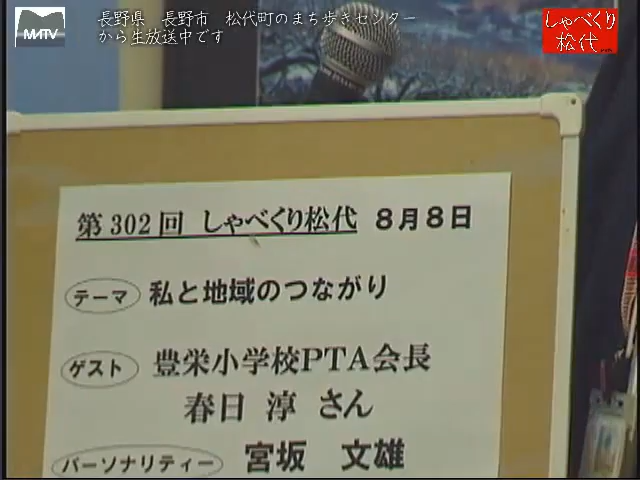 MATV
長野県　長野市　松代町のまち歩きセンター
から生放送中です
しゃべくり
松代
第302回 しゃべくり松代 8月8日
テーマ 私と地域のつながり
ゲスト 豊栄小学校PTA会長
春日 淳 さん
パーソナリティー 宮坂 文雄